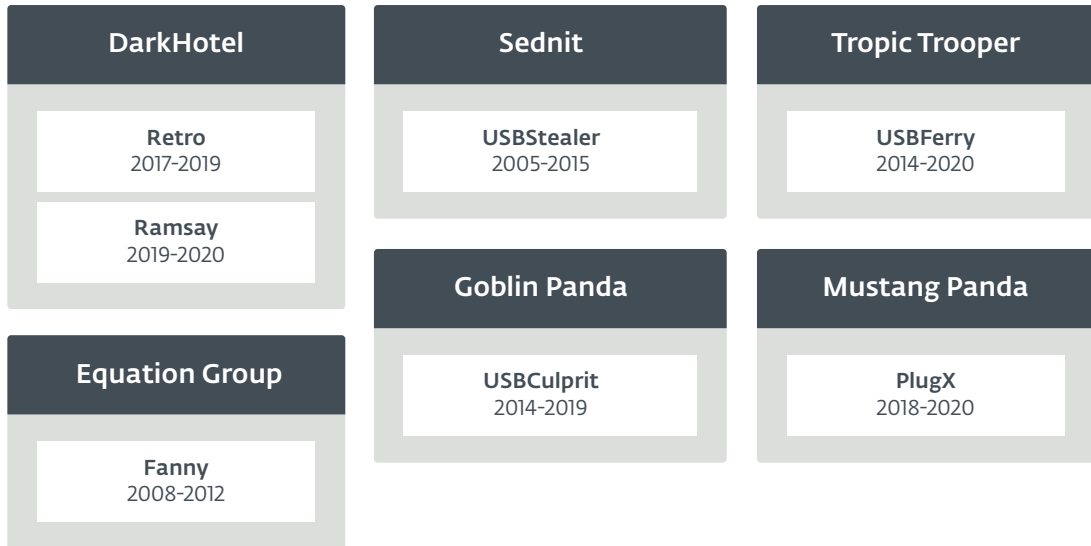 DarkHotel
Retro
2017-2019
Ramsay
2019-2020
Equation Group
Fanny
2008-2012
Sednit
USBStealer
2005-2015
Goblin Panda
USBCulprit
2014-2019
Tropic Trooper
USBFerry
2014-2020
Mustang Panda
PlugX
2018-2020